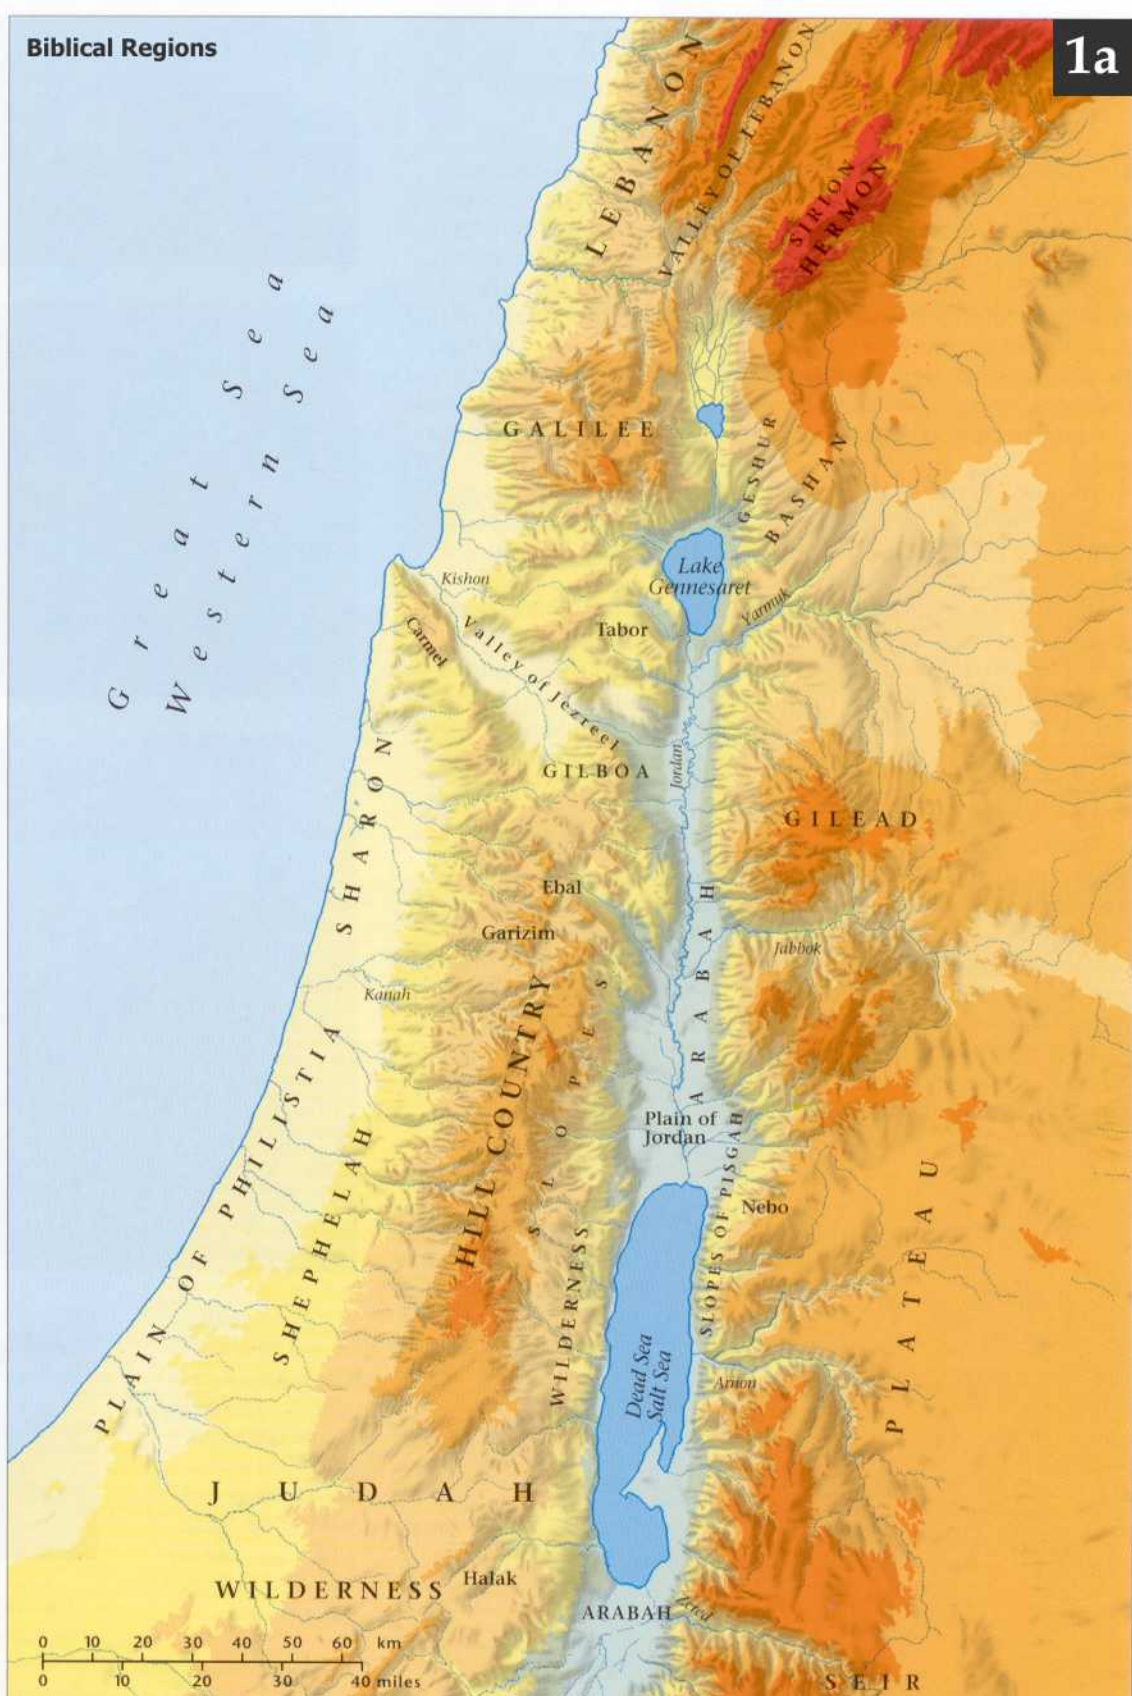 Biblical Regions
1a
LEBANON
VALLEY OF LEBANON
SIRION
HERMON
Great Sea
Western Sea
GALILEE
GESHUR
BASHAN
Lake
Gennesaret
Kishon
Yarmuk
Carmel
Valley of Jezreel
Tabor
GILBOA
Jordan
SHARON
GILEAD
Ebal
Garizim
ARABAH
Jabbok
Kanah
HILL COUNTRY
SLOPES
PLAIN OF PHILISTIA
SHEPHELAH
Plain of
Jordan
SLOPES OF PISGAH
Nebo
PLATEAU
WILDERNESS
Dead Sea
Salt Sea
Arnon
JUDAH
WILDERNESS
Halak
ARABAH
Zered
SEIR
0 10 20 30 40 50 60 km
0 10 20 30 40 miles